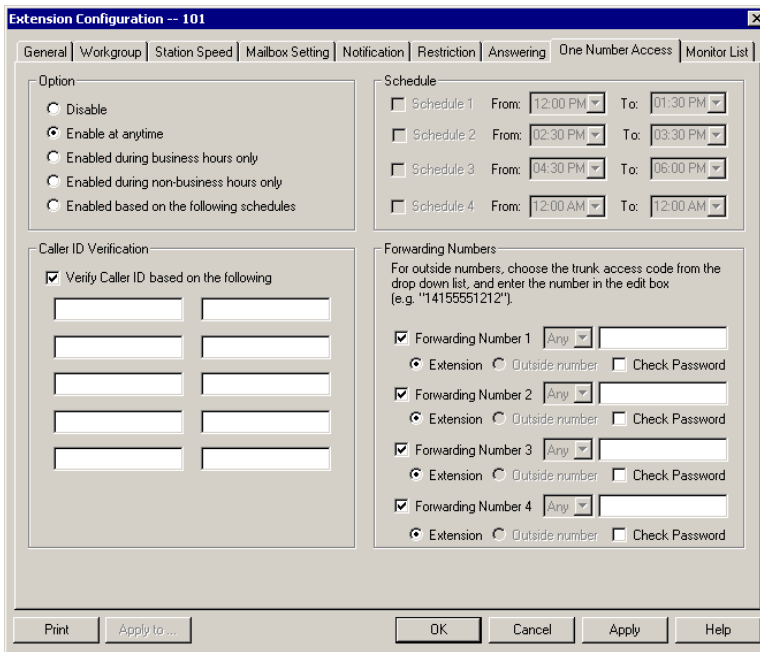 Extension Configuration -- 101
General Workgroup Station Speed Mailbox Setting Notification Restriction Answering One Number Access Monitor List
Option
Disable
Enable at anytime
Enabled during business hours only
Enabled during non-business hours only
Enabled based on the following schedules
Schedule
Schedule 1 From: 12:00 PM To: 01:30 PM
Schedule 2 From: 02:30 PM To: 03:30 PM
Schedule 3 From: 04:30 PM To: 06:00 PM
Schedule 4 From: 12:00 AM To: 12:00 AM
Caller ID Verification
Verify Caller ID based on the following
Forwarding Numbers
For outside numbers, choose the trunk access code from the
drop down list, and enter the number in the edit box
(e.g. "14155551212").
Forwarding Number 1 Any
Extension Outside number Check Password
Forwarding Number 2 Any
Extension Outside number Check Password
Forwarding Number 3 Any
Extension Outside number Check Password
Forwarding Number 4 Any
Extension Outside number Check Password
Print Apply to ... OK Cancel Apply Help